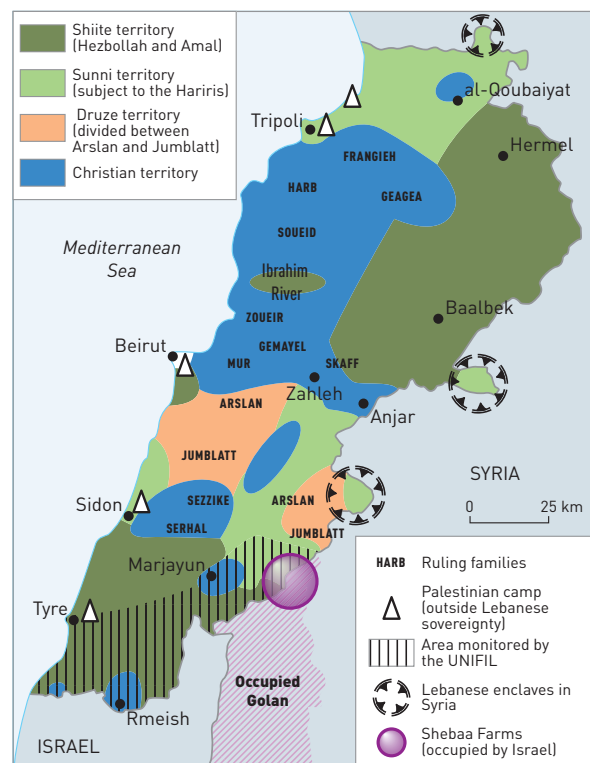 Shiite territory
(Hezbollah and Amal)
Sunni territory
(subject to the Hariris)
Druze territory
(divided between
Arslan and Jumblatt)
Christian territory
al-Qoubaiyat
Tripoli
Hermel
FRANGIEH
HARB
GEAGEA
SOUEID
Mediterranean
Sea
Ibrahim
River
Baalbek
ZOUEIR
Beirut
GEMAYEL
MUR
SKAFF
Zahleh
ARSLAN
Anjar
JUMBLATT
SYRIA
Sidon
SEZZIKE
ARSLAN
0 25 km
SERHAL
JUMBLATT
Marjayun
Tyre
Occupied
Golan
Rmeish
ISRAEL
HARB Ruling families
Palestinian camp
(outside Lebanese
sovereignty)
Area monitored by
the UNIFIL
Lebanese enclaves in
Syria
Shebaa Farms
(occupied by Israel)